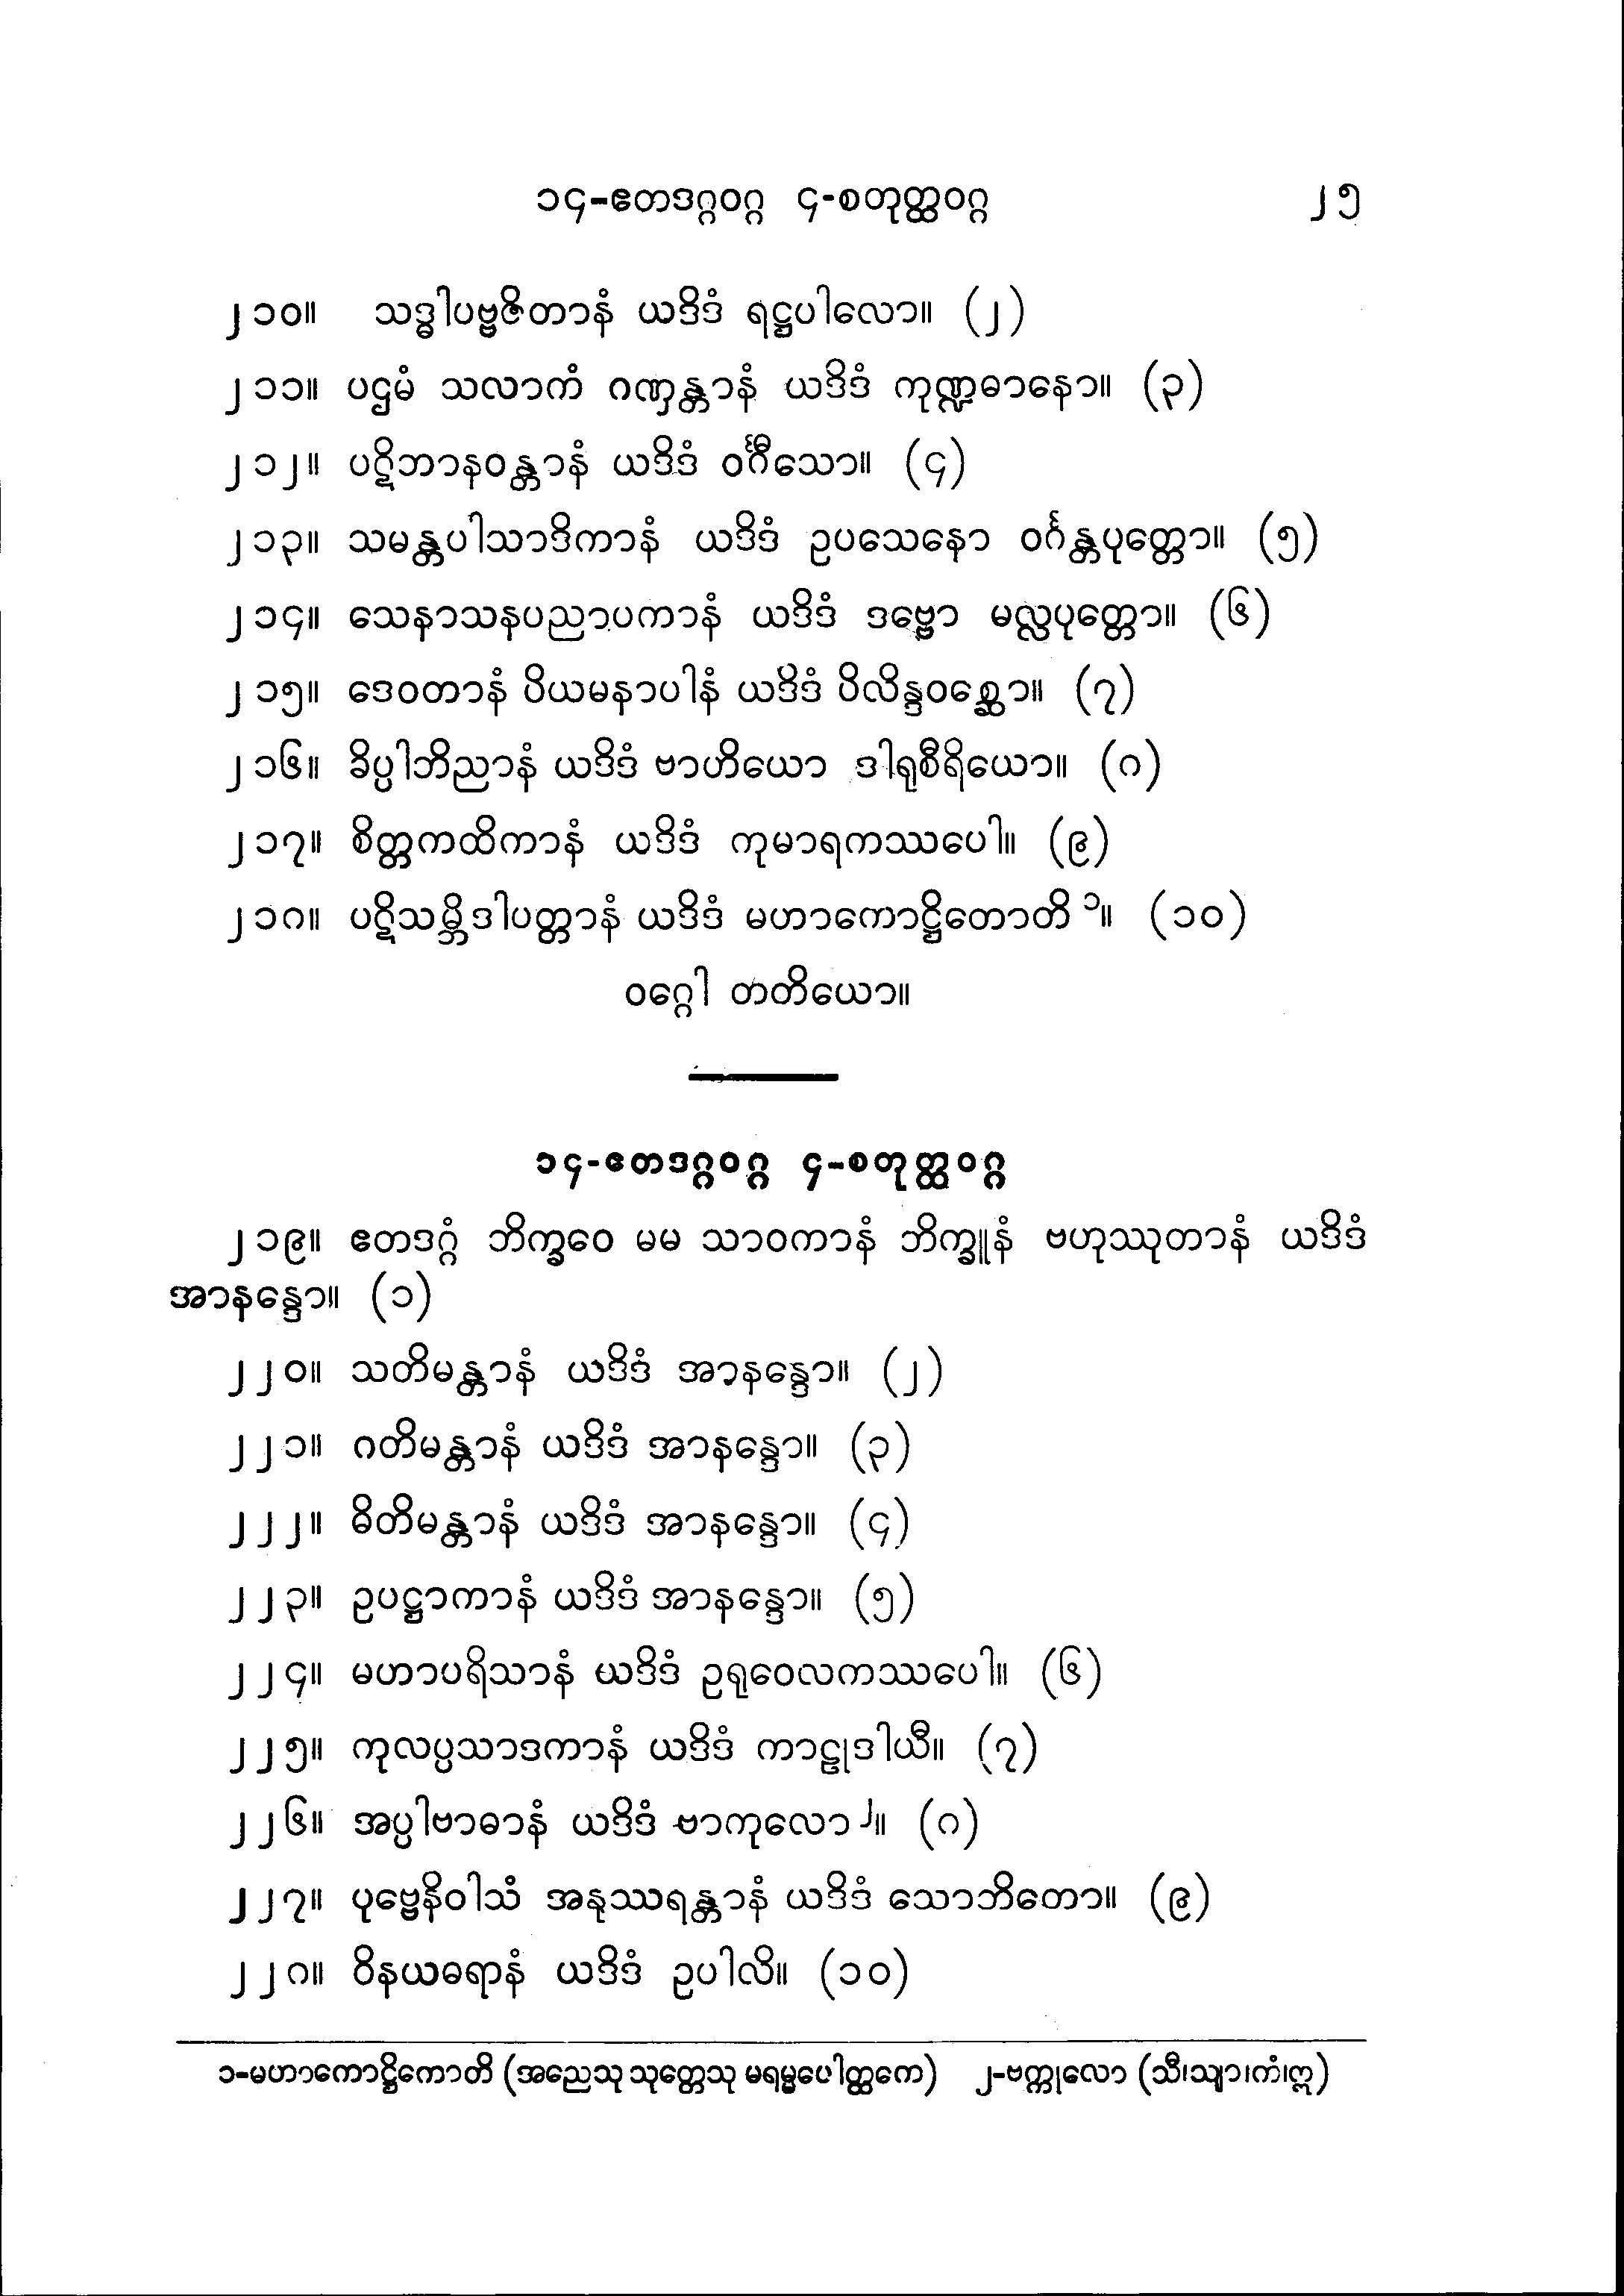 ၁၄-ဧတဒဂ္ဂဝဂ္ဂ ၄-စတုတ္ထဝဂ္ဂ ၂၅
၂၁၀။ သဒ္ဓါပဗ္ဗဇိတာနံ ယဒိဒံ ရဋ္ဌပါလော။ (၂)
၂၁၁။ ပဌမံ သလာကံ ဂဏှန္တာနံ ယဒိဒံ ကုဏ္ဍဓာနော။ (၃)
၂၁၂။ ပဋိဘာနဝန္တာနံ ယဒိဒံ ဝင်္ဂီသော။ (၄)
၂၁၃။ သမန္တပါသာဒိကာနံ ယဒိဒံ ဥပသေနော ဝင်္ဂန္တပုတ္တော။ (၅)
၂၁၄။ သေနာသနပညာပကာနံ ယဒိဒံ ဒဗ္ဗော မလ္လပုတ္တော။ (၆)
၂၁၅။ ဒေဝတာနံ ပိယမနာပါနံ ယဒိဒံ ပိလိန္ဒဝစ္ဆော။ (၇)
၂၁၆။ ခိပ္ပါဘိညာနံ ယဒိဒံ ဗာဟိယော ဒါရုစီရိယော။ (၈)
၂၁၇။ စိတ္တကထိကာနံ ယဒိဒံ ကုမာရကဿပေါ။ (၉)
၂၁၈။ ပဋိသမ္ဘိဒါပတ္တာနံ ယဒိဒံ မဟာကောဋ္ဌိတောတိ ၁။ (၁၀)
ဝဂ္ဂေါ တတိယော။
၁၄-ဧတဒဂ္ဂဝဂ္ဂ ၄-စတုတ္ထဝဂ္ဂ
၂၁၉။ ဧတဒဂ္ဂံ ဘိက္ခဝေ မမ သာဝကာနံ ဘိက္ခူနံ ဗဟုဿုတာနံ ယဒိဒံ
အာနန္ဒော။ (၁)
၂၂၀။ သတိမန္တာနံ ယဒိဒံ အာနန္ဒော။ (၂)
၂၂၁။ ဂတိမန္တာနံ ယဒိဒံ အာနန္ဒော။ (၃)
၂၂၂။ ဓိတိမန္တာနံ ယဒိဒံ အာနန္ဒော။ (၄)
၂၂၃။ ဥပဋ္ဌာကာနံ ယဒိဒံ အာနန္ဒော။ (၅)
၂၂၄။ မဟာပရိသာနံ ယဒိဒံ ဥရုဝေလကဿပေါ။ (၆)
၂၂၅။ ကုလပ္ပသာဒကာနံ ယဒိဒံ ကာဠုဒါယီ။ (၇)
၂၂၆။ အပ္ပါဗာဓာနံ ယဒိဒံ ဗာကုလော ၂။ (၈)
၂၂၇။ ပုဗ္ဗေနိဝါသံ အနုဿရန္တာနံ ယဒိဒံ သောဘိတော။ (၉)
၂၂၈။ ဝိနယဓရာနံ ယဒိဒံ ဥပါလိ။ (၁၀)
၁-မဟာကောဋ္ဌိကောတိ (အညေသု သုတ္တေသု မရမ္မပေါတ္ထကေ) ၂-ဗက္ကုလော (သီ၊သျာ၊ကံ၊ဣ)